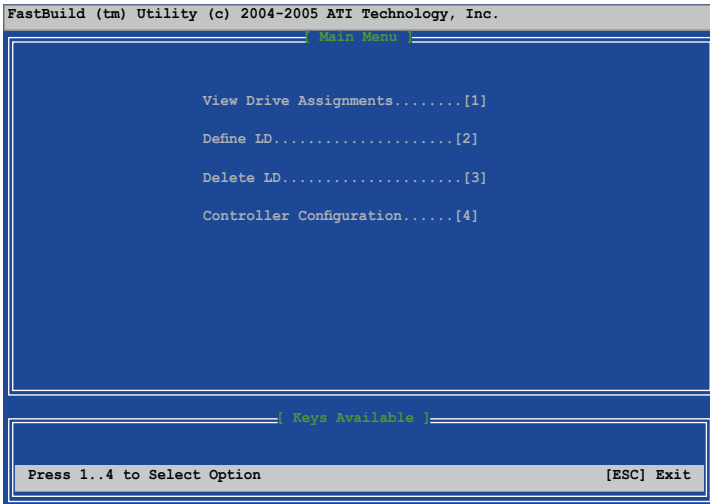 FastBuild (tm) Utility (c) 2004-2005 ATI Technology, Inc.
[ Main Menu ]
View Drive Assignments........[1]
Define LD.....................[2]
Delete LD.....................[3]
Controller Configuration......[4]
[ Keys Available ]
Press 1..4 to Select Option [ESC] Exit